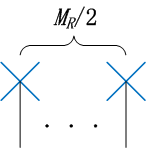 M_R/2
. . .